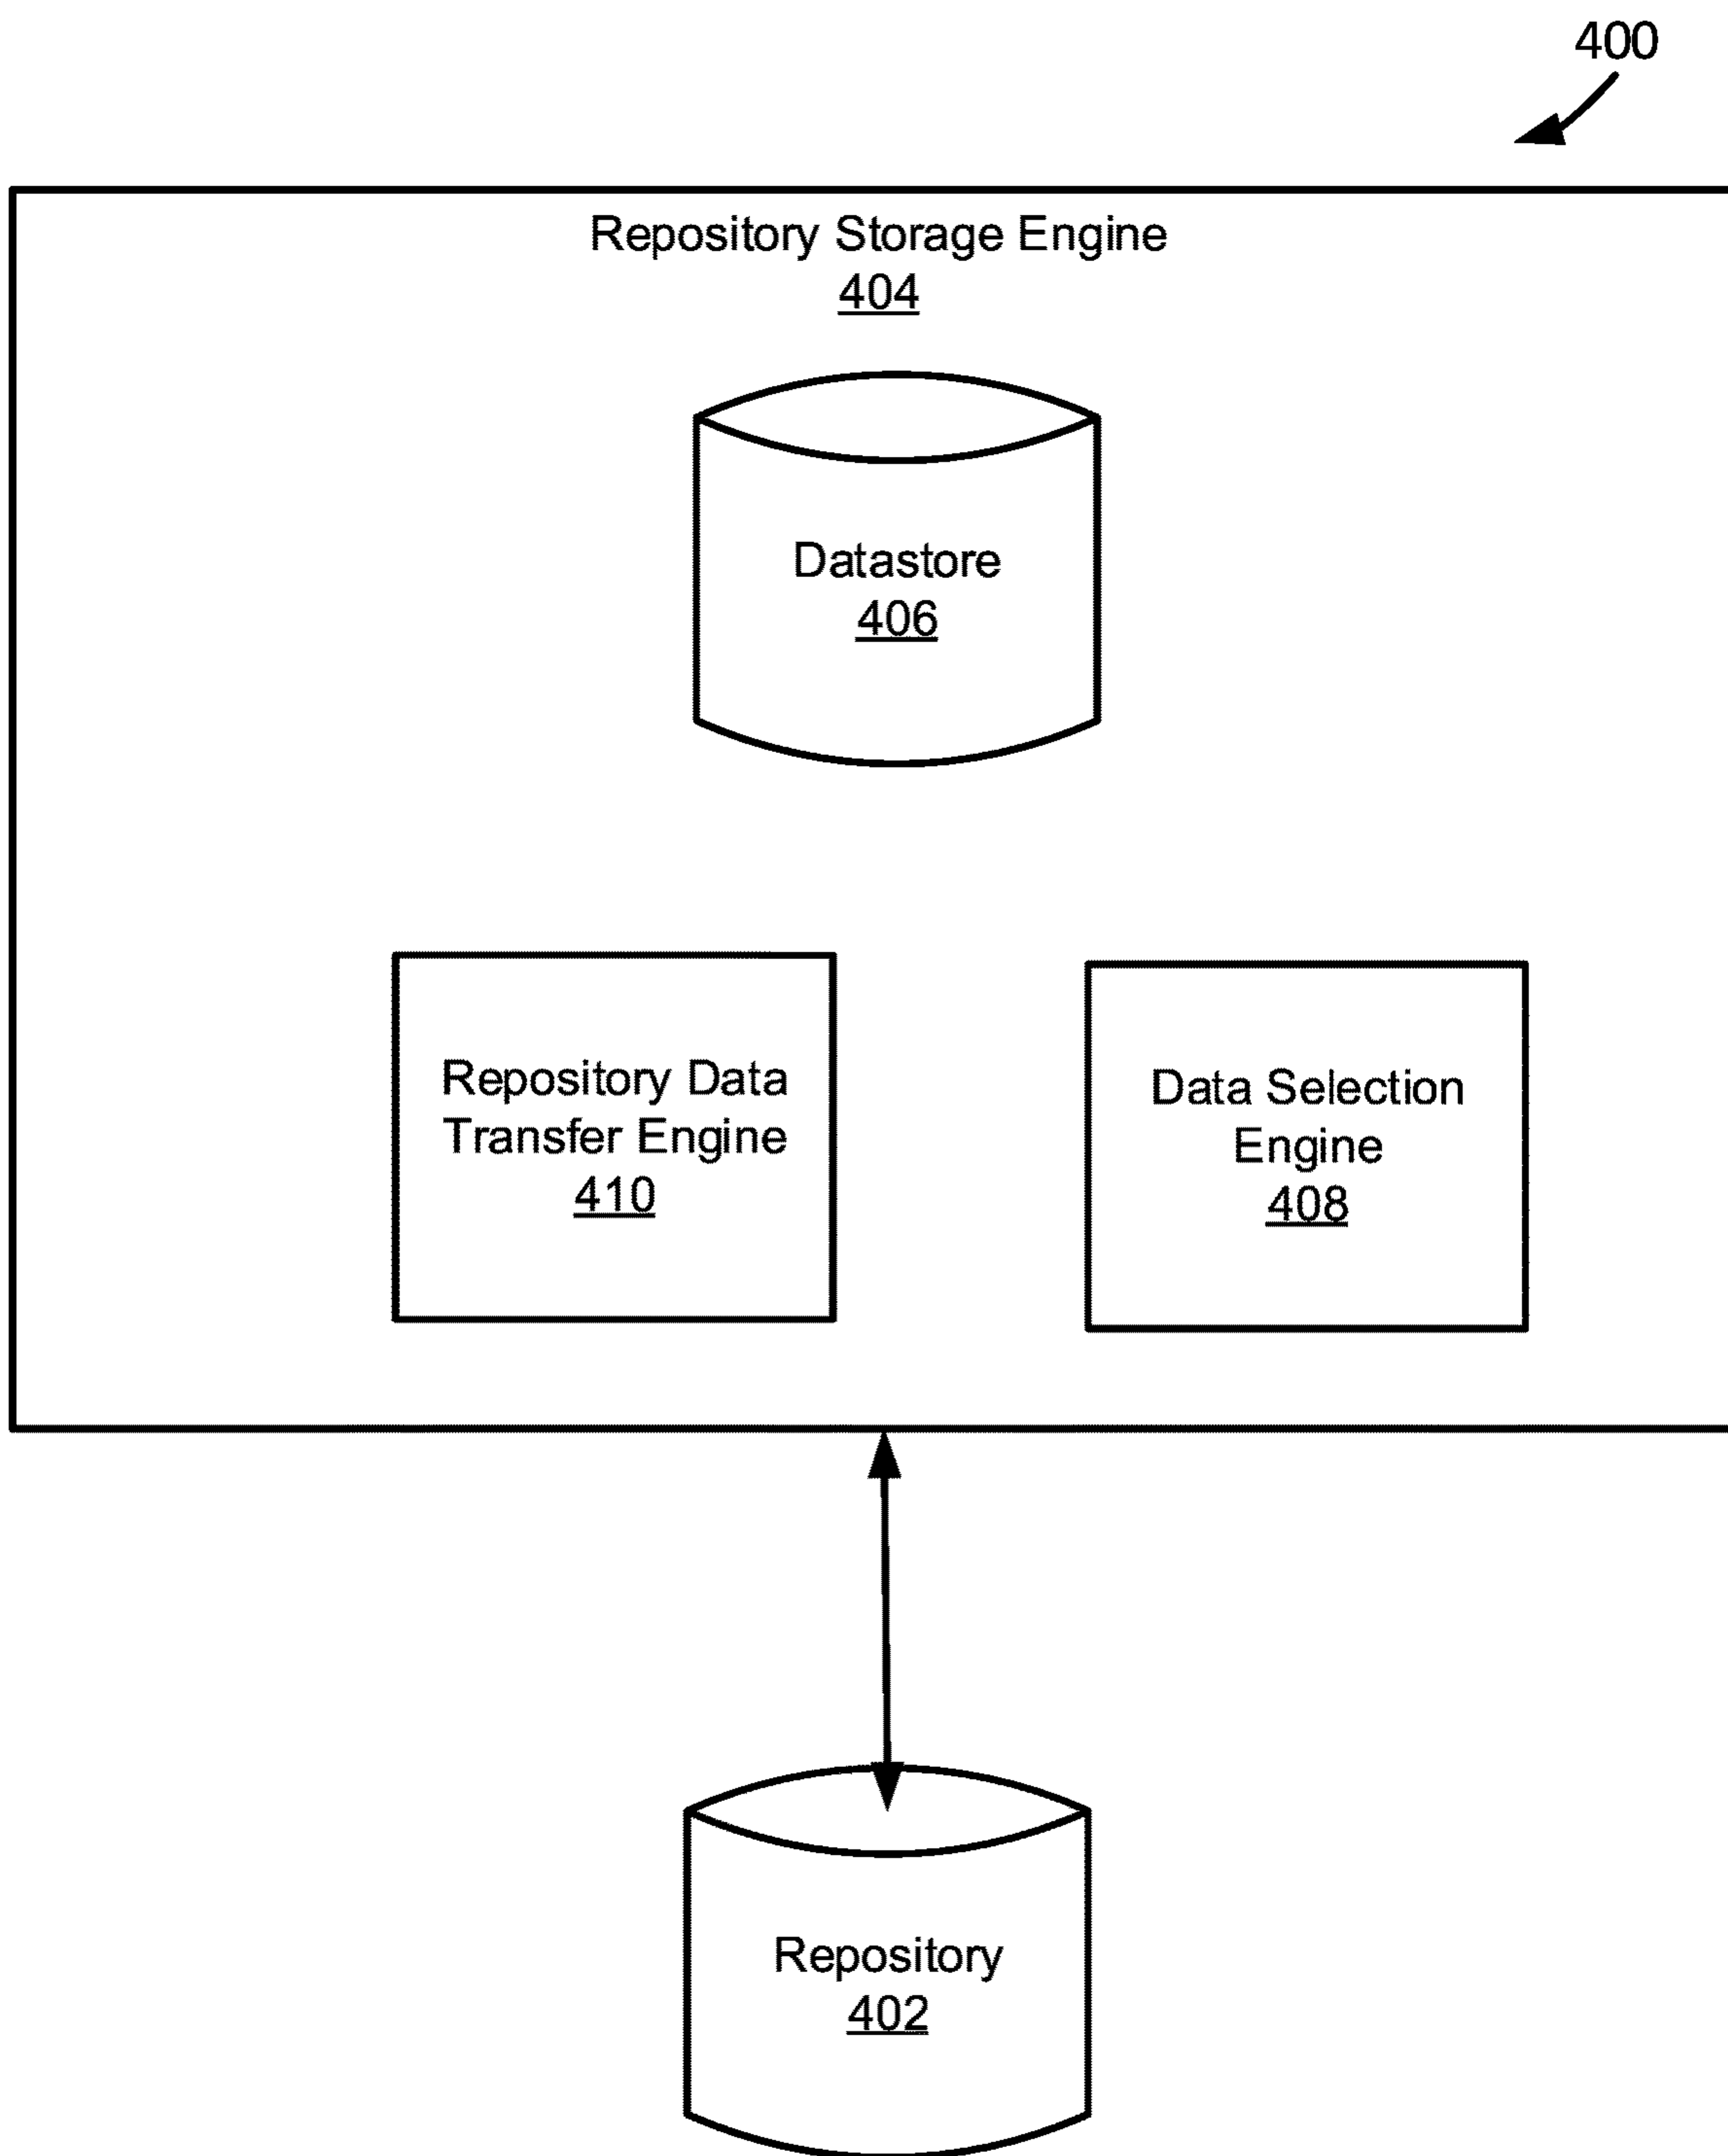 400
Repository Storage Engine
404
Datastore
406
Repository Data
Transfer Engine
410
Data Selection
Engine
408
Repository
402